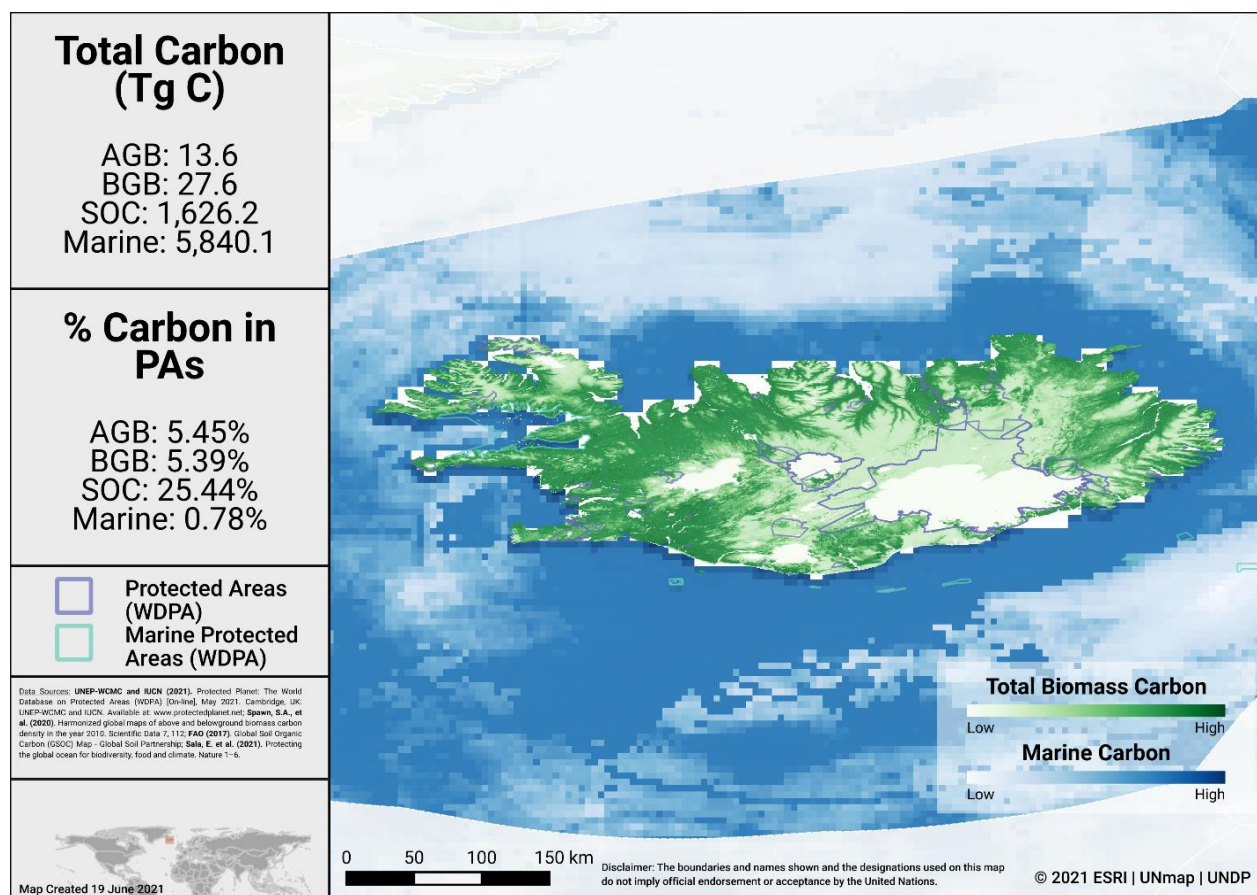 Total Carbon
(Tg C)
AGB: 13.6
BGB: 27.6
SOC: 1,626.2
Marine: 5,840.1
% Carbon in
PAs
AGB: 5.45%
BGB: 5.39%
SOC: 25.44%
Marine: 0.78%
Protected Areas
(WDPA)
Marine Protected
Areas (WDPA)
Data Sources: UNEP-WCMC and IUCN (2021). Protected Planet: The World
Database on Protected Areas (WDPA) [On-line], May 2021. Cambridge, UK:
UNEP-WCMC and IUCN. Available at: www.protectedplanet.net; Spawn, S.A., et
al. (2020). Harmonized global maps of above and belowground biomass carbon
density in the year 2010. Scientific Data 7, 112; FAO (2017). Global Soil Organic
Carbon (GSOC) Map - Global Soil Partnership; Sala, E. et al. (2021). Protecting
the global ocean for biodiversity, food and climate. Nature 1–6.
Map Created 19 June 2021
Total Biomass Carbon
Low High
Marine Carbon
Low High
0 50 100 150 km
Disclaimer: The boundaries and names shown and the designations used on this map
do not imply official endorsement or acceptance by the United Nations.
© 2021 ESRI | UNmap | UNDP